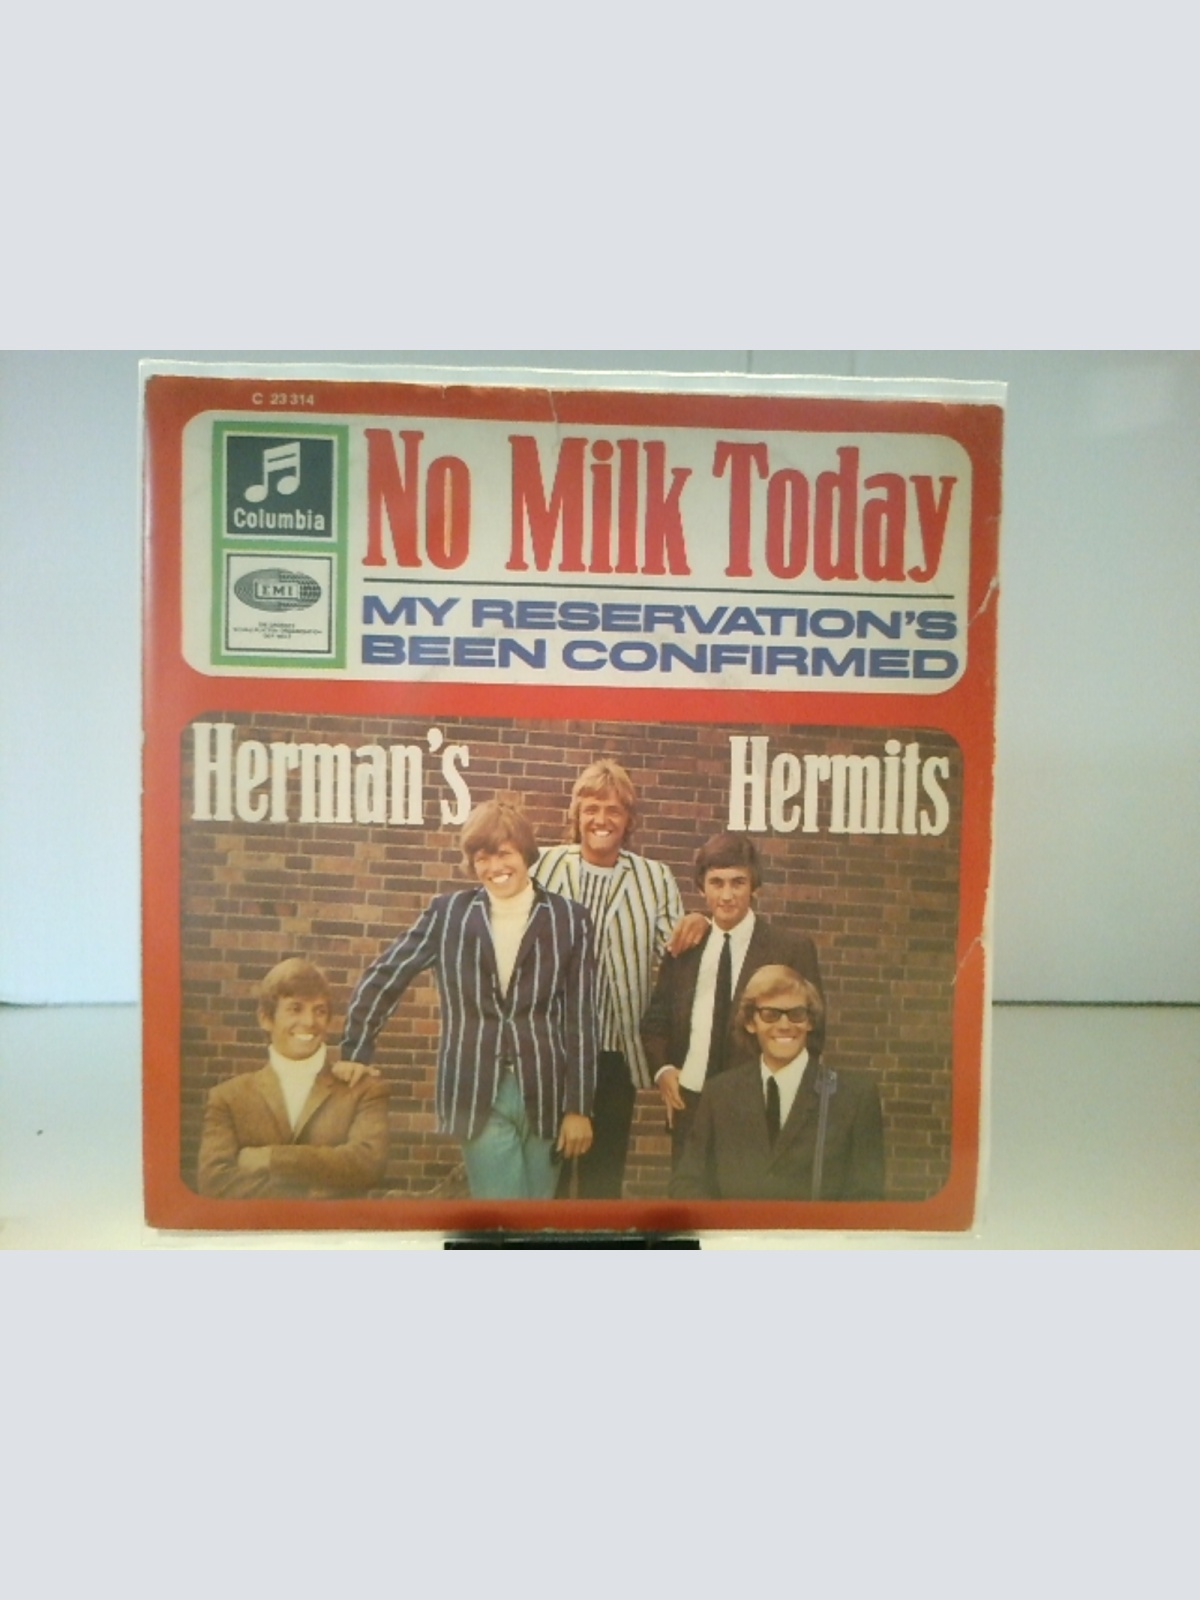 C 23 314
Columbia
EMI
No Milk Today
MY RESERVATION'S
BEEN CONFIRMED
Herman's Hermits